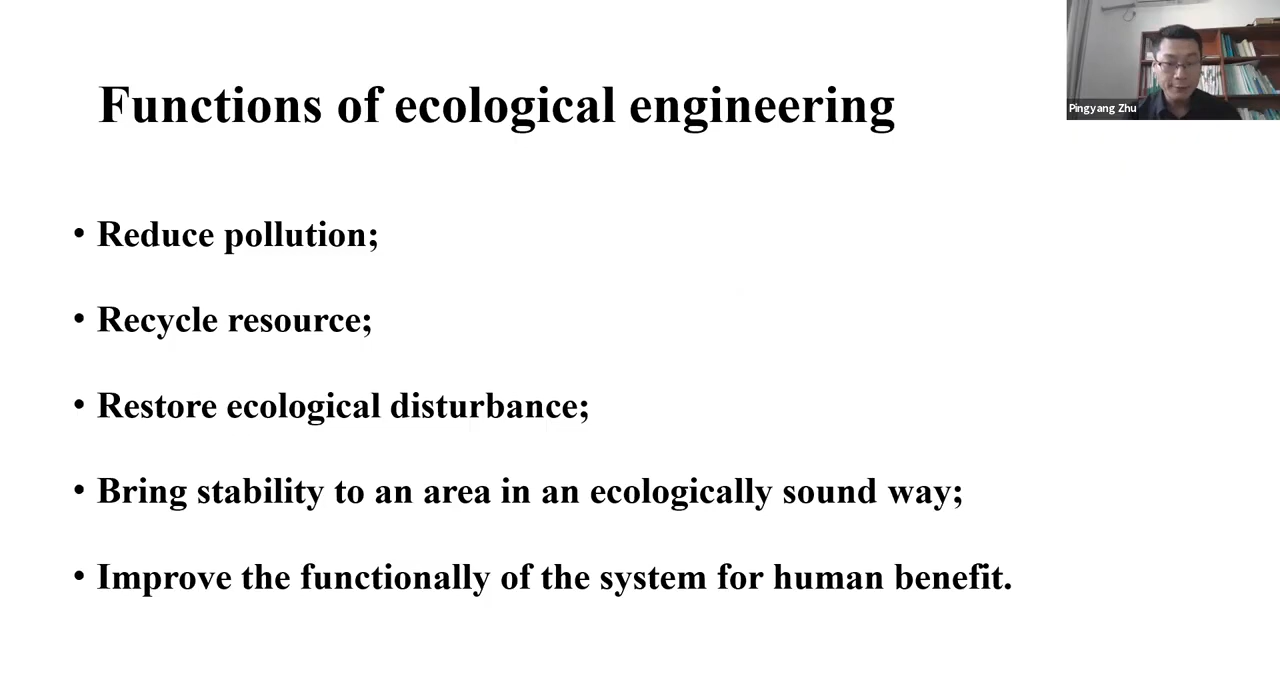 Functions of ecological engineering
Pingyang Zhu
• Reduce pollution;
• Recycle resource;
• Restore ecological disturbance;
• Bring stability to an area in an ecologically sound way;
• Improve the functionally of the system for human benefit.